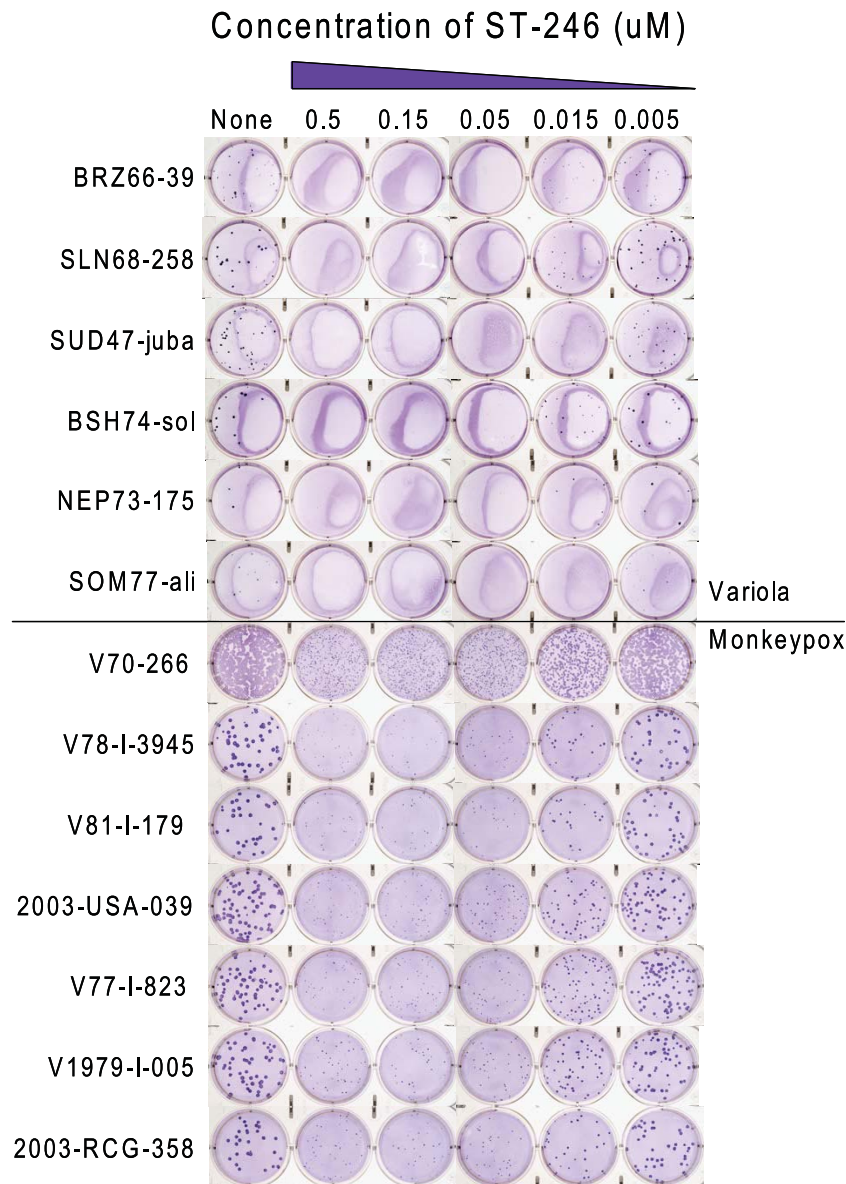 Concentration of ST-246 (uM)
None 0.5 0.15 0.05 0.015 0.005
BRZ66-39
SLN68-258
SUD47-juba
BSH74-sol
NEP73-175
SOM77-ali
Variola
Monkeypox
V70-266
V78-I-3945
V81-I-179
2003-USA-039
V77-I-823
V1979-I-005
2003-RCG-358